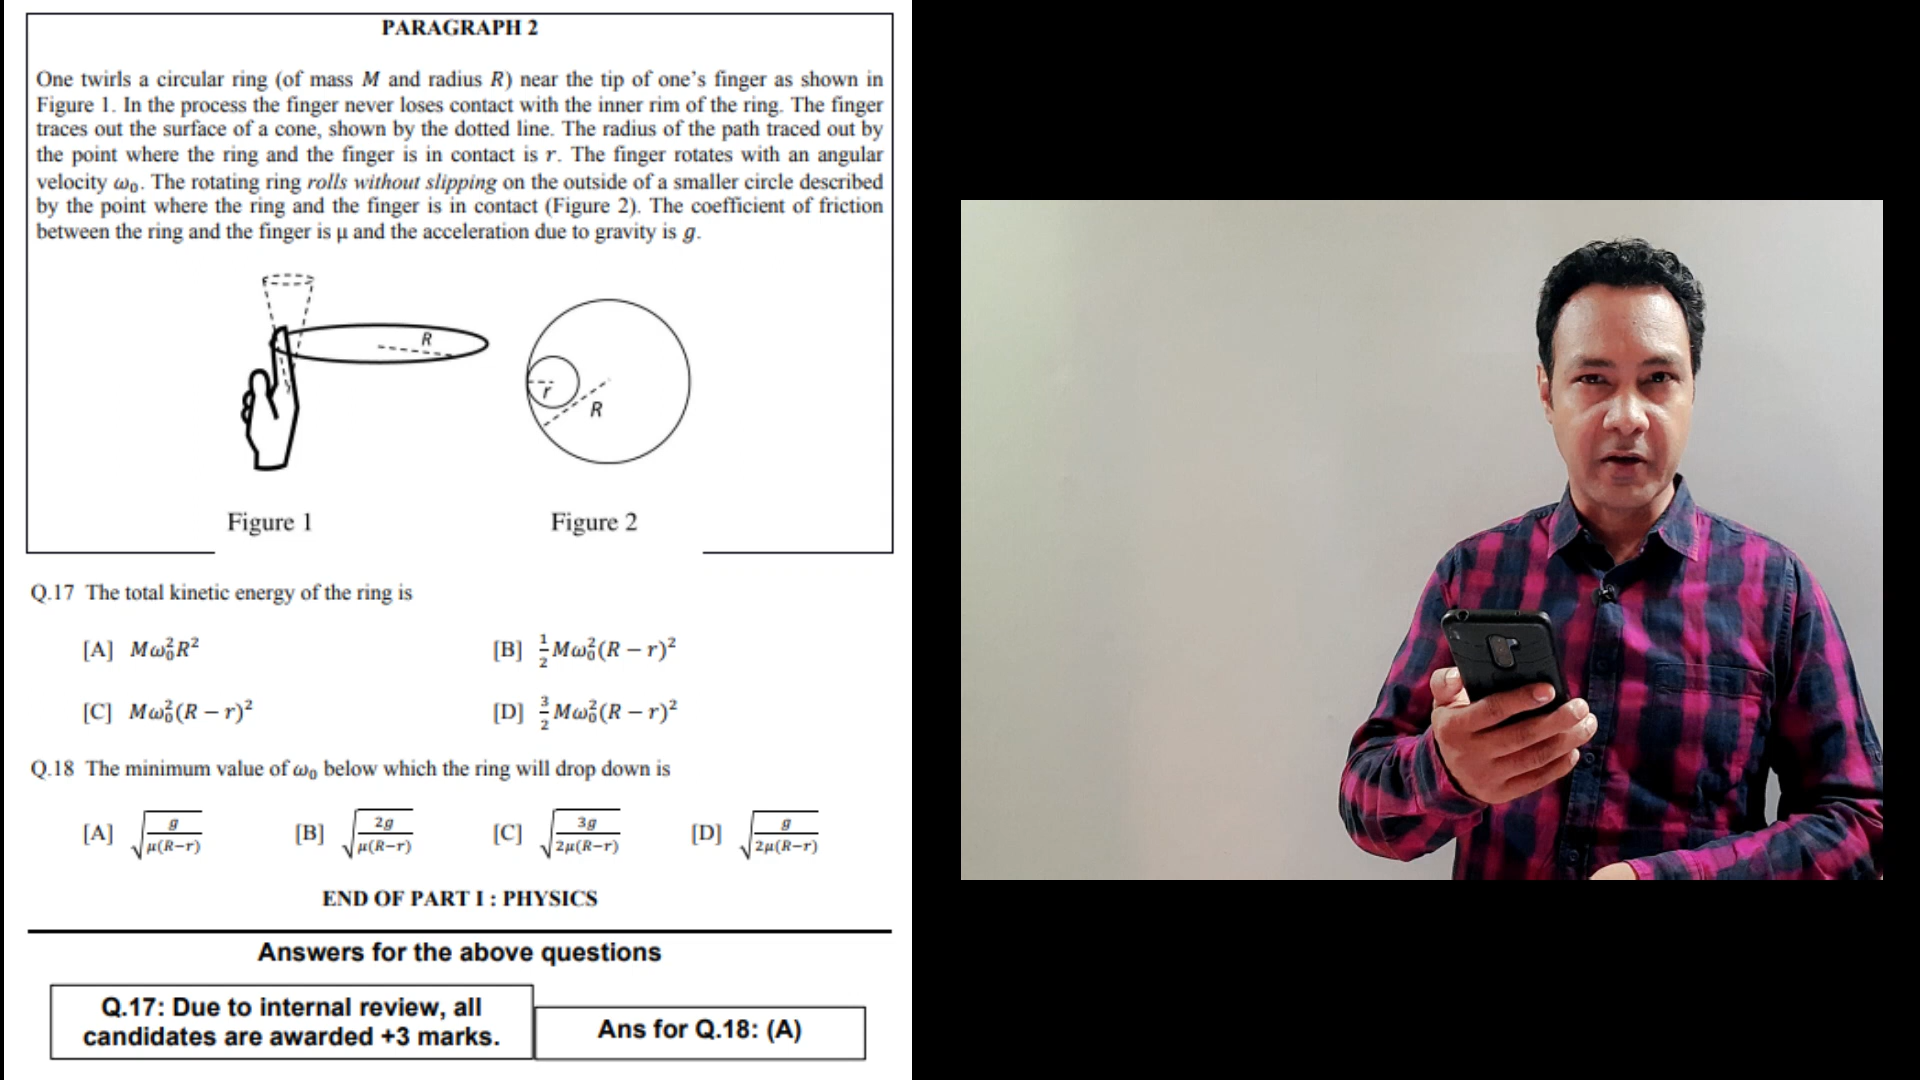 PARAGRAPH 2
One twirls a circular ring (of mass M and radius R) near the tip of one's finger as shown in
Figure 1. In the process the finger never loses contact with the inner rim of the ring. The finger
traces out the surface of a cone, shown by the dotted line. The radius of the path traced out by
the point where the ring and the finger is in contact is r. The finger rotates with an angular
velocity ω₀. The rotating ring rolls without slipping on the outside of a smaller circle described
by the point where the ring and the finger is in contact (Figure 2). The coefficient of friction
between the ring and the finger is µ and the acceleration due to gravity is g.
R
r
R
Figure 1 Figure 2
Q.17 The total kinetic energy of the ring is
[A] Mω₀²R² [B] 1/2 Mω₀²(R − r)²
[C] Mω₀²(R − r)² [D] 3/2 Mω₀²(R − r)²
Q.18 The minimum value of ω₀ below which the ring will drop down is
[A] √(g/µ(R−r)) [B] √(2g/µ(R−r)) [C] √(3g/2µ(R−r)) [D] √(g/2µ(R−r))
END OF PART I : PHYSICS
Answers for the above questions
Q.17: Due to internal review, all
candidates are awarded +3 marks.
Ans for Q.18: (A)